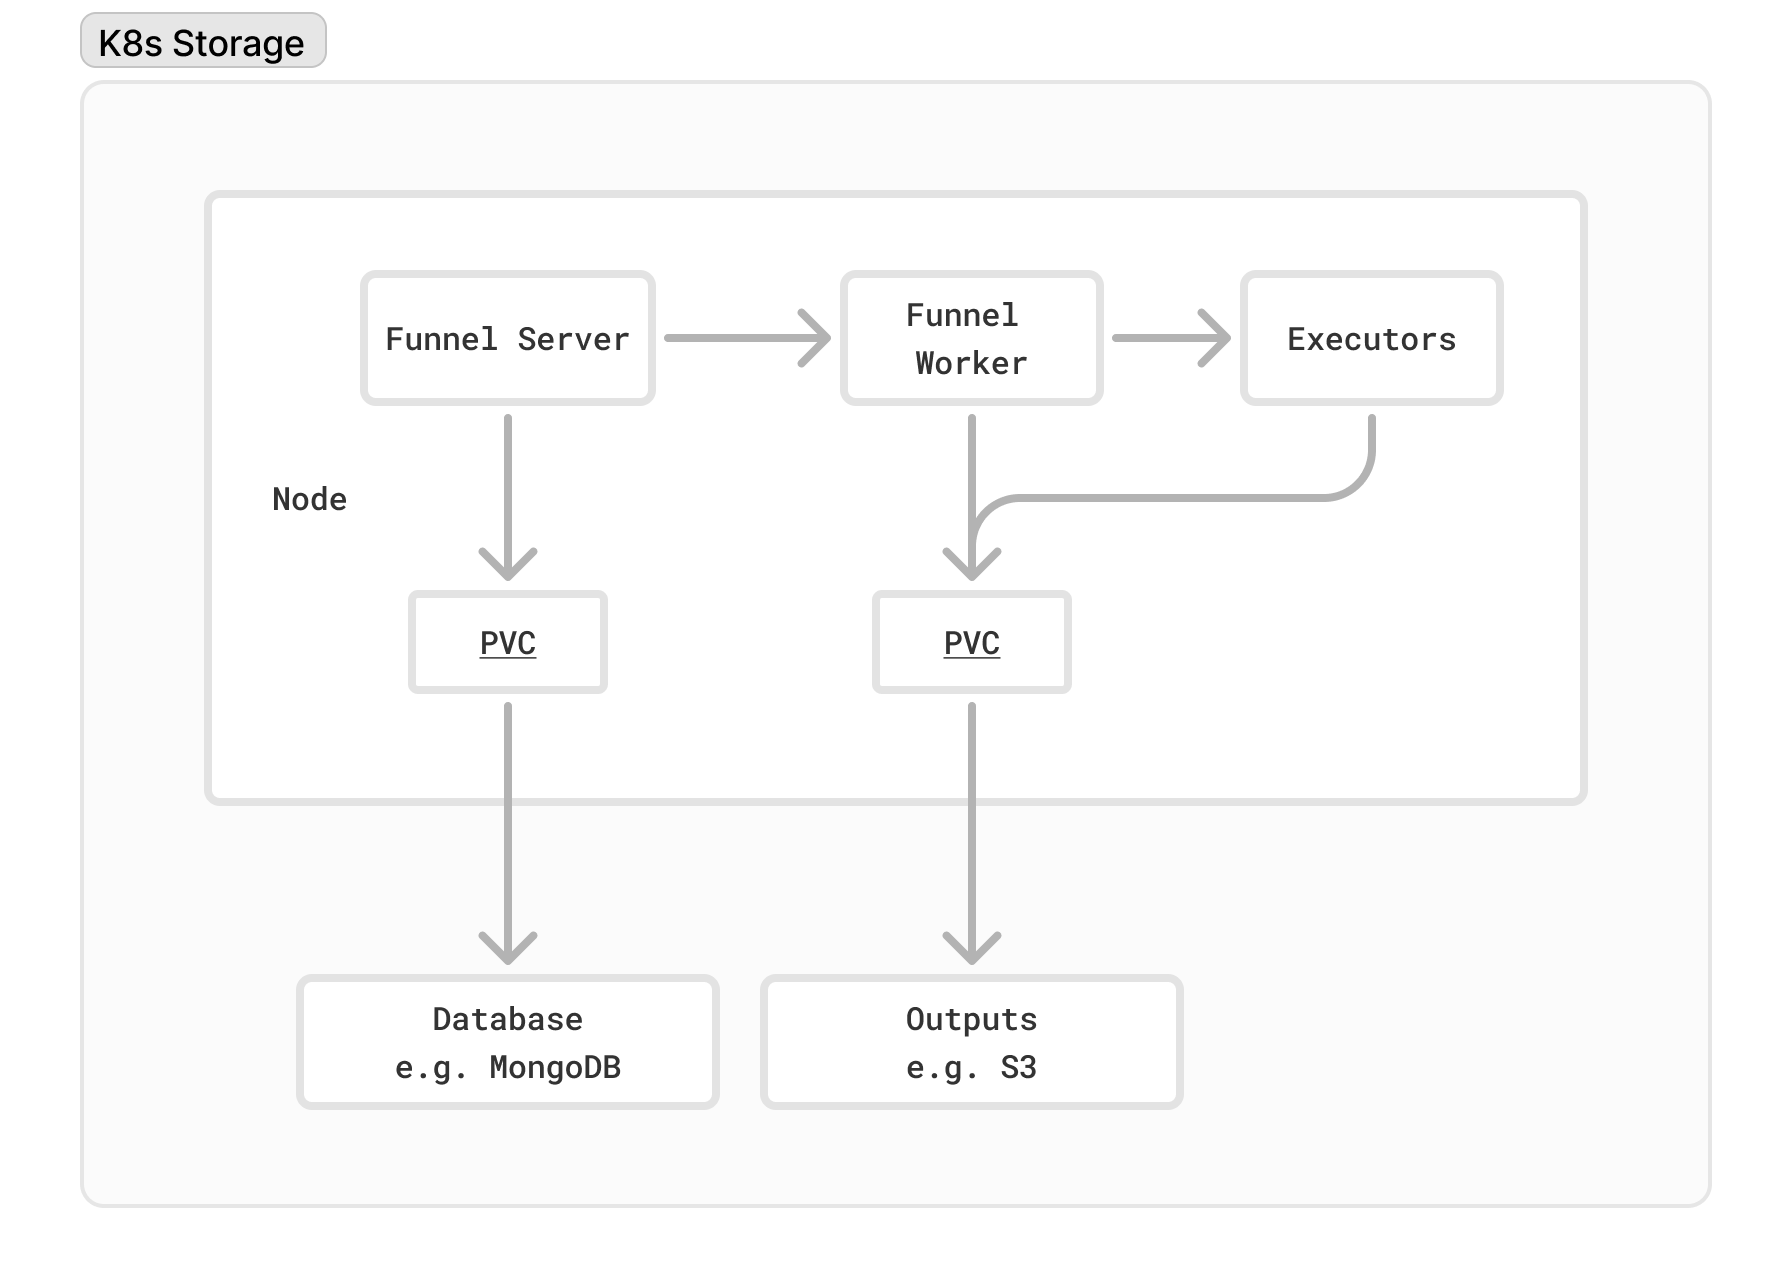 K8s Storage
Funnel Server
Funnel
Worker
Executors
Node
PVC
PVC
Database
e.g. MongoDB
Outputs
e.g. S3